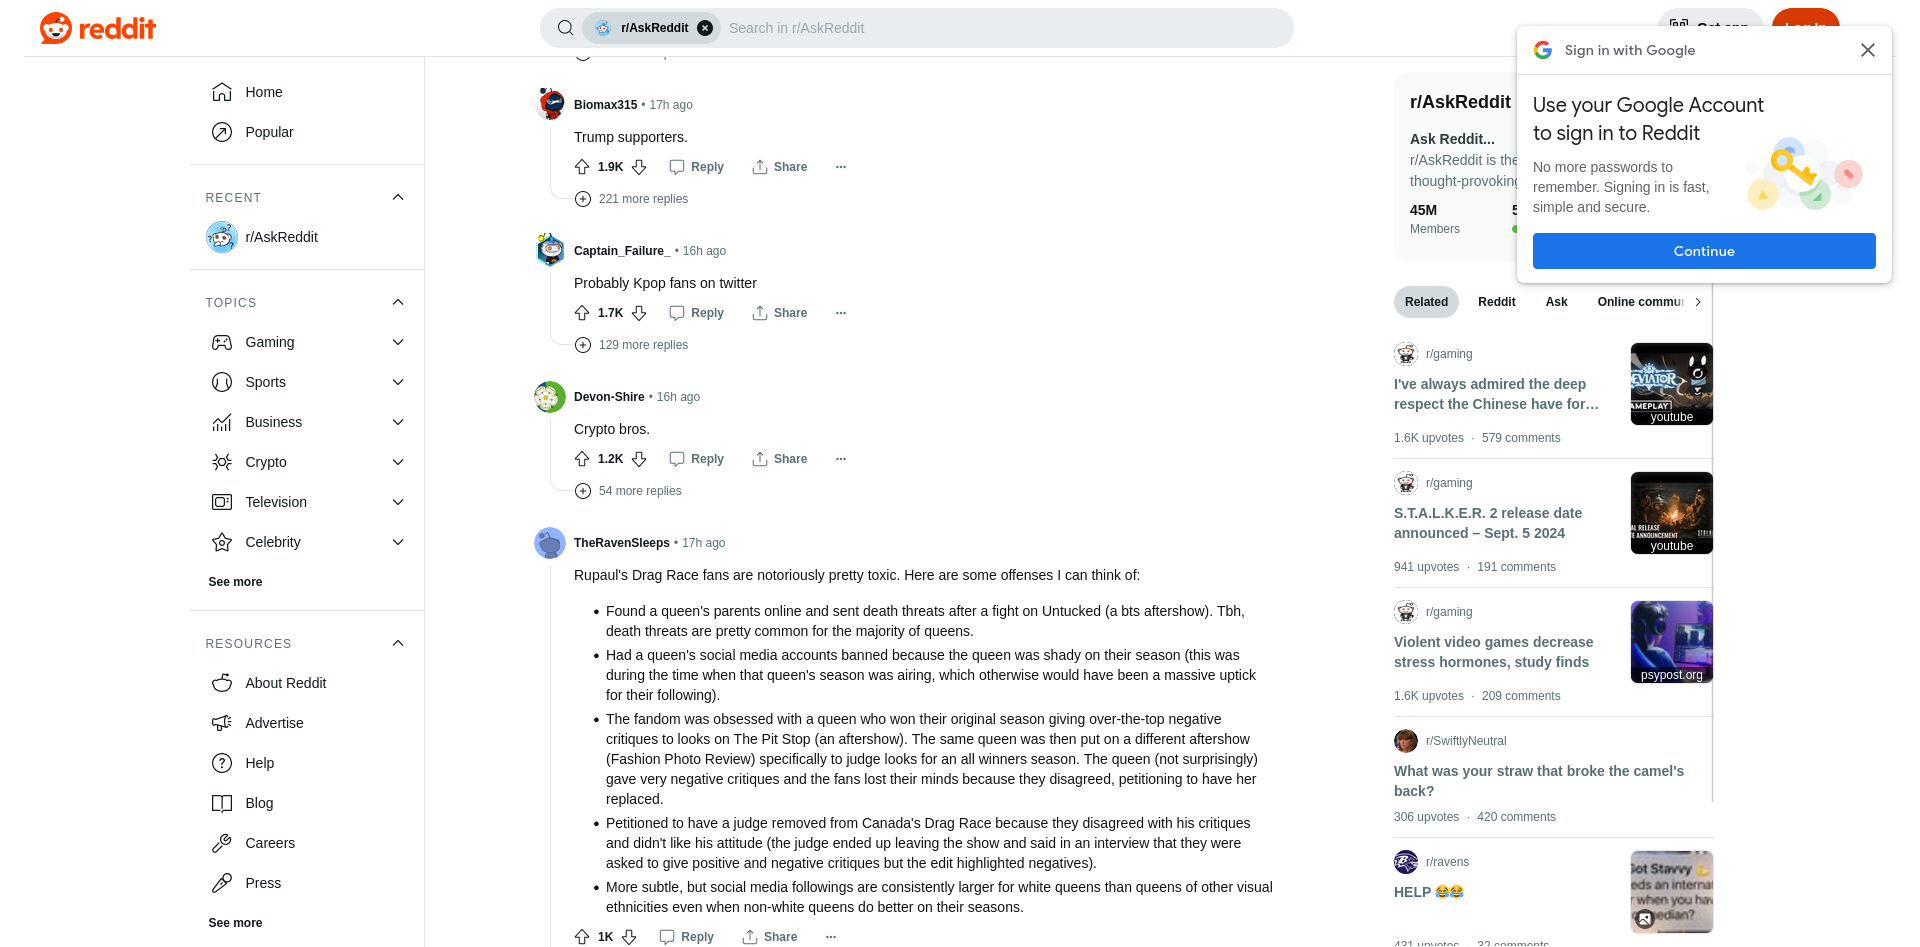 reddit
r/AskReddit
Search in r/AskReddit
Home
Popular
RECENT
r/AskReddit
TOPICS
Gaming
Sports
Business
Crypto
Television
Celebrity
See more
RESOURCES
About Reddit
Advertise
Help
Blog
Careers
Press
See more
Biomax315 • 17h ago
Trump supporters.
1.9K Reply Share
221 more replies
Captain_Failure_ • 16h ago
Probably Kpop fans on twitter
1.7K Reply Share
129 more replies
Devon-Shire • 16h ago
Crypto bros.
1.2K Reply Share
54 more replies
TheRavenSleeps • 17h ago
Rupaul's Drag Race fans are notoriously pretty toxic. Here are some offenses I can think of:
• Found a queen's parents online and sent death threats after a fight on Untucked (a bts aftershow). Tbh,
death threats are pretty common for the majority of queens.
• Had a queen's social media accounts banned because the queen was shady on their season (this was
during the time when that queen's season was airing, which otherwise would have been a massive uptick
for their following).
• The fandom was obsessed with a queen who won their original season giving over-the-top negative
critiques to looks on The Pit Stop (an aftershow). The same queen was then put on a different aftershow
(Fashion Photo Review) specifically to judge looks for an all winners season. The queen (not surprisingly)
gave very negative critiques and the fans lost their minds because they disagreed, petitioning to have her
replaced.
• Petitioned to have a judge removed from Canada's Drag Race because they disagreed with his critiques
and didn't like his attitude (the judge ended up leaving the show and said in an interview that they were
asked to give positive and negative critiques but the edit highlighted negatives).
• More subtle, but social media followings are consistently larger for white queens than queens of other visual
ethnicities even when non-white queens do better on their seasons.
1K Reply Share
r/AskReddit
Ask Reddit...
r/AskReddit is the
thought-provoking
45M
Members
Sign in with Google
Use your Google Account
to sign in to Reddit
No more passwords to
remember. Signing in is fast,
simple and secure.
Continue
Related Reddit Ask Online commu
r/gaming
I've always admired the deep
respect the Chinese have for…
GAMEPLAY
youtube
1.6K upvotes · 579 comments
r/gaming
S.T.A.L.K.E.R. 2 release date
announced – Sept. 5 2024
youtube
941 upvotes · 191 comments
r/gaming
Violent video games decrease
stress hormones, study finds
psypost.org
1.6K upvotes · 209 comments
r/SwiftlyNeutral
What was your straw that broke the camel's
back?
306 upvotes · 420 comments
r/ravens
HELP 😂😂
Got Stavvy
431 upvotes · 32 comments